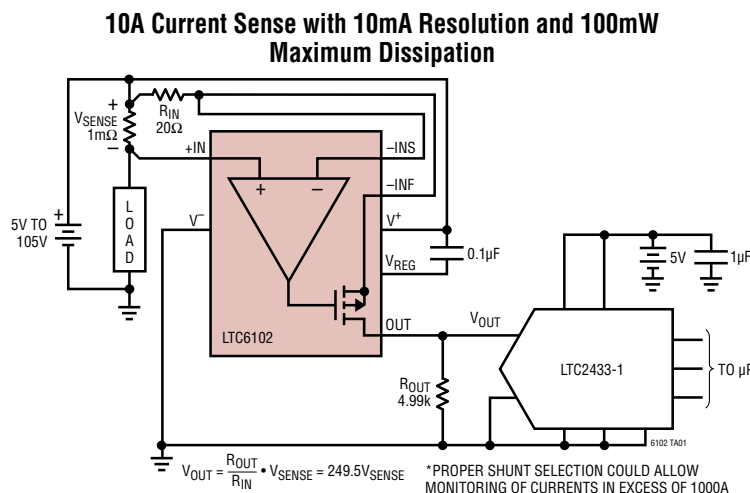 10A Current Sense with 10mA Resolution and 100mW
Maximum Dissipation
+
VSENSE
1mΩ
–
RIN
20Ω
+IN
–INS
–INF
+
–
V–
V+
VREG
0.1µF
5V TO
105V
+
L
O
A
D
LTC6102
OUT
VOUT
ROUT
4.99k
5V
1µF
LTC2433-1
TO µP
6102 TA01
VOUT = ROUT/RIN • VSENSE = 249.5VSENSE
*PROPER SHUNT SELECTION COULD ALLOW
MONITORING OF CURRENTS IN EXCESS OF 1000A